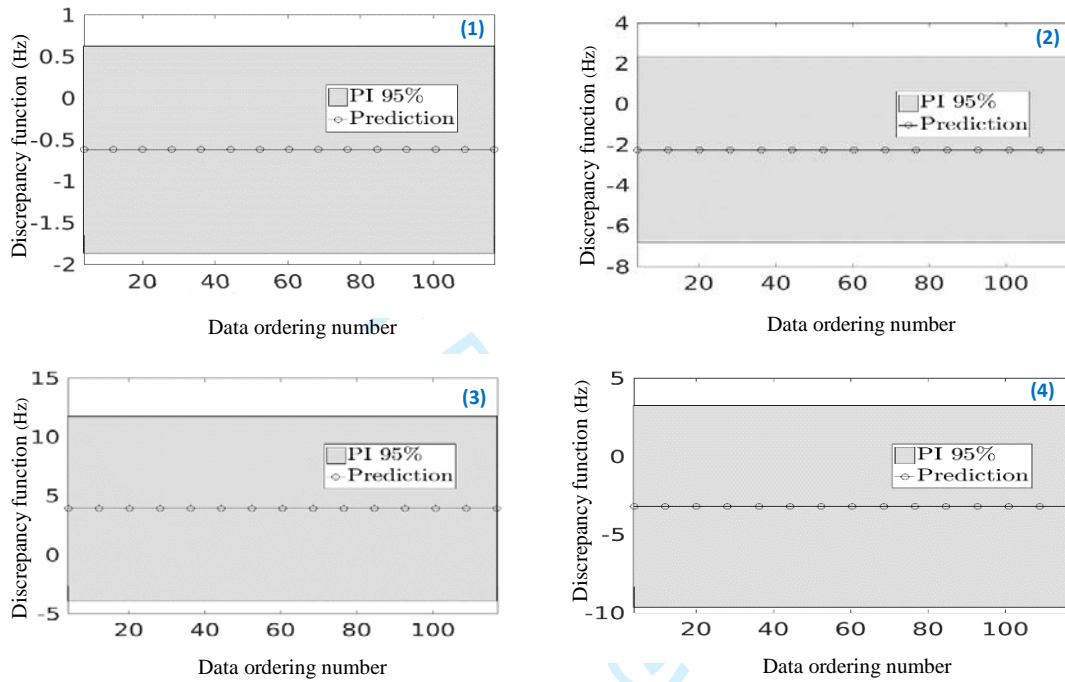 (1)
Discrepancy function (Hz)
1
0.5
0
-0.5
-1
-1.5
-2
PI 95%
Prediction
20 40 60 80 100
Data ordering number
(2)
Discrepancy function (Hz)
4
2
0
-2
-4
-6
-8
PI 95%
Prediction
20 40 60 80 100
Data ordering number
(3)
Discrepancy function (Hz)
15
10
5
0
-5
PI 95%
Prediction
20 40 60 80 100
Data ordering number
(4)
Discrepancy function (Hz)
5
0
-5
-10
PI 95%
Prediction
20 40 60 80 100
Data ordering number